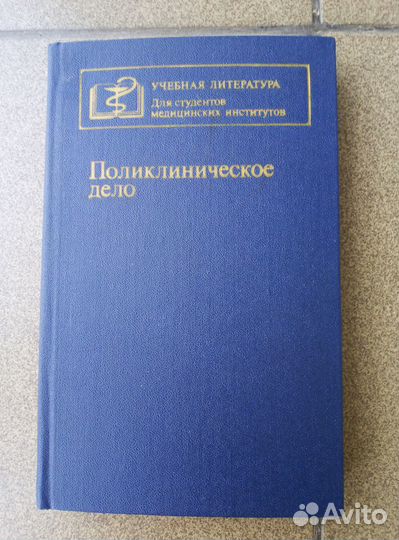 УЧЕБНАЯ ЛИТЕРАТУРА
Для студентов
медицинских институтов
Поликлиническое
дело
Avito